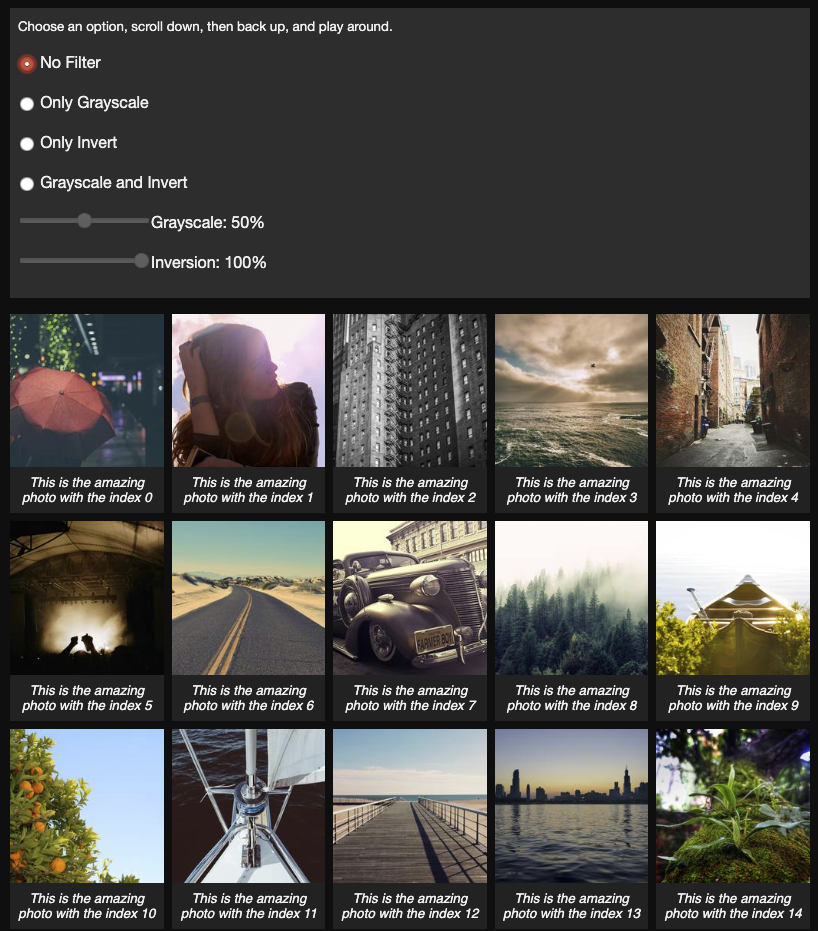 Choose an option, scroll down, then back up, and play around.
No Filter
Only Grayscale
Only Invert
Grayscale and Invert
Grayscale: 50%
Inversion: 100%
This is the amazing
photo with the index 0
This is the amazing
photo with the index 1
This is the amazing
photo with the index 2
This is the amazing
photo with the index 3
This is the amazing
photo with the index 4
FARMER BOY
This is the amazing
photo with the index 5
This is the amazing
photo with the index 6
This is the amazing
photo with the index 7
This is the amazing
photo with the index 8
This is the amazing
photo with the index 9
This is the amazing
photo with the index 10
This is the amazing
photo with the index 11
This is the amazing
photo with the index 12
This is the amazing
photo with the index 13
This is the amazing
photo with the index 14